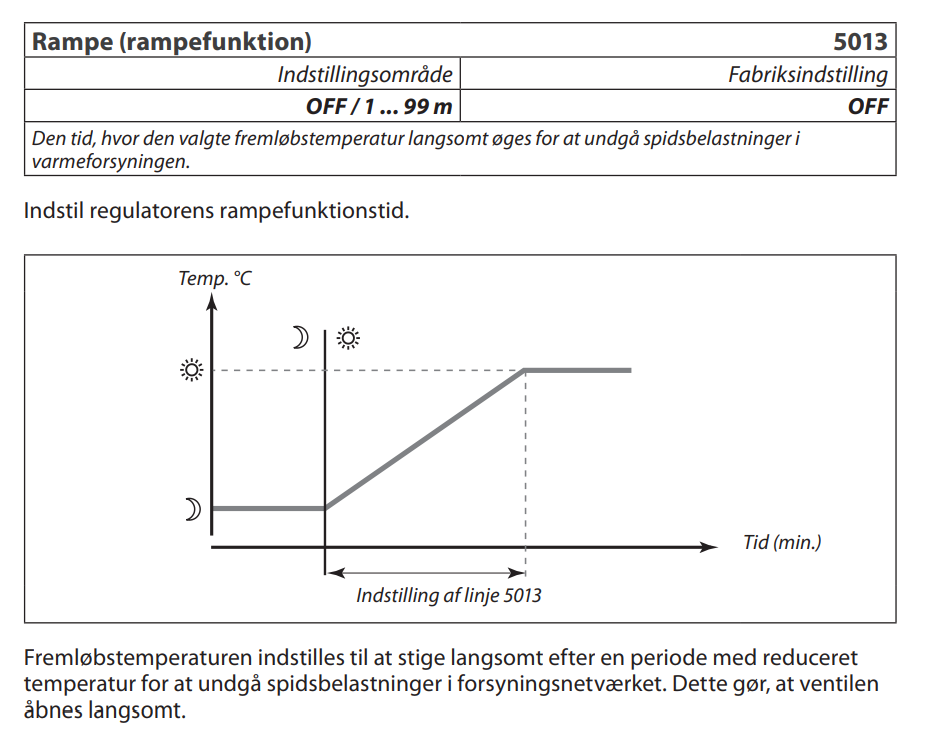 Rampe (rampefunktion) 5013
Indstillingsområde Fabriksindstilling
OFF / 1 ... 99 m OFF
Den tid, hvor den valgte fremløbstemperatur langsomt øges for at undgå spidsbelastninger i
varmeforsyningen.
Indstil regulatorens rampefunktionstid.
Temp. °C
Tid (min.)
Indstilling af linje 5013
Fremløbstemperaturen indstilles til at stige langsomt efter en periode med reduceret
temperatur for at undgå spidsbelastninger i forsyningsnetværket. Dette gør, at ventilen
åbnes langsomt.